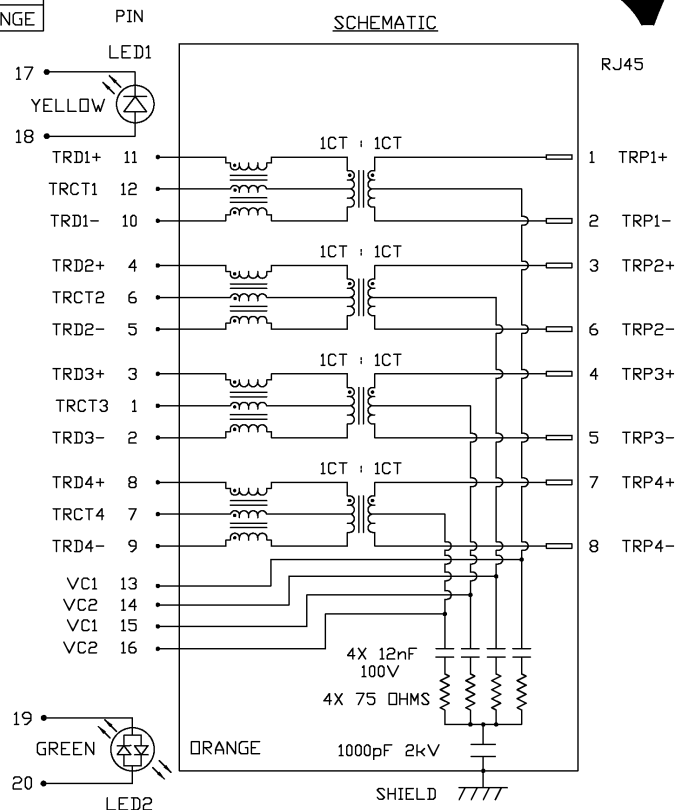 NGE
PIN
SCHEMATIC
LED1
RJ45
17
YELLOW
18
1CT : 1CT
TRD1+ 11
1 TRP1+
TRCT1 12
TRD1- 10
2 TRP1-
1CT : 1CT
TRD2+ 4
3 TRP2+
TRCT2 6
TRD2- 5
6 TRP2-
1CT : 1CT
TRD3+ 3
4 TRP3+
TRCT3 1
TRD3- 2
5 TRP3-
1CT : 1CT
TRD4+ 8
7 TRP4+
TRCT4 7
TRD4- 9
8 TRP4-
VC1 13
VC2 14
VC1 15
VC2 16
4X 12nF
100V
4X 75 OHMS
19
GREEN
ORANGE
1000pF 2kV
20
LED2
SHIELD